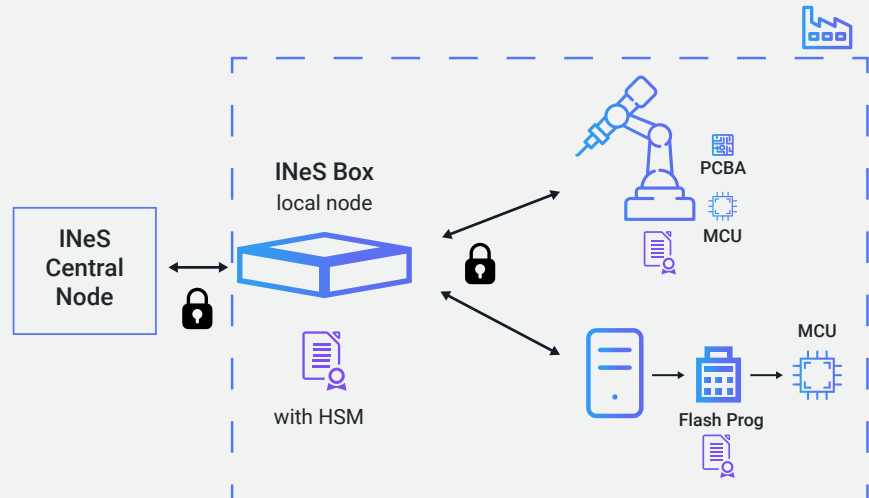 INeS Box
local node
INeS
Central
Node
with HSM
PCBA
MCU
MCU
Flash Prog